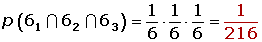 p(6₁ ∩ 6₂ ∩ 6₃) = 1/6 · 1/6 · 1/6 = 1/216